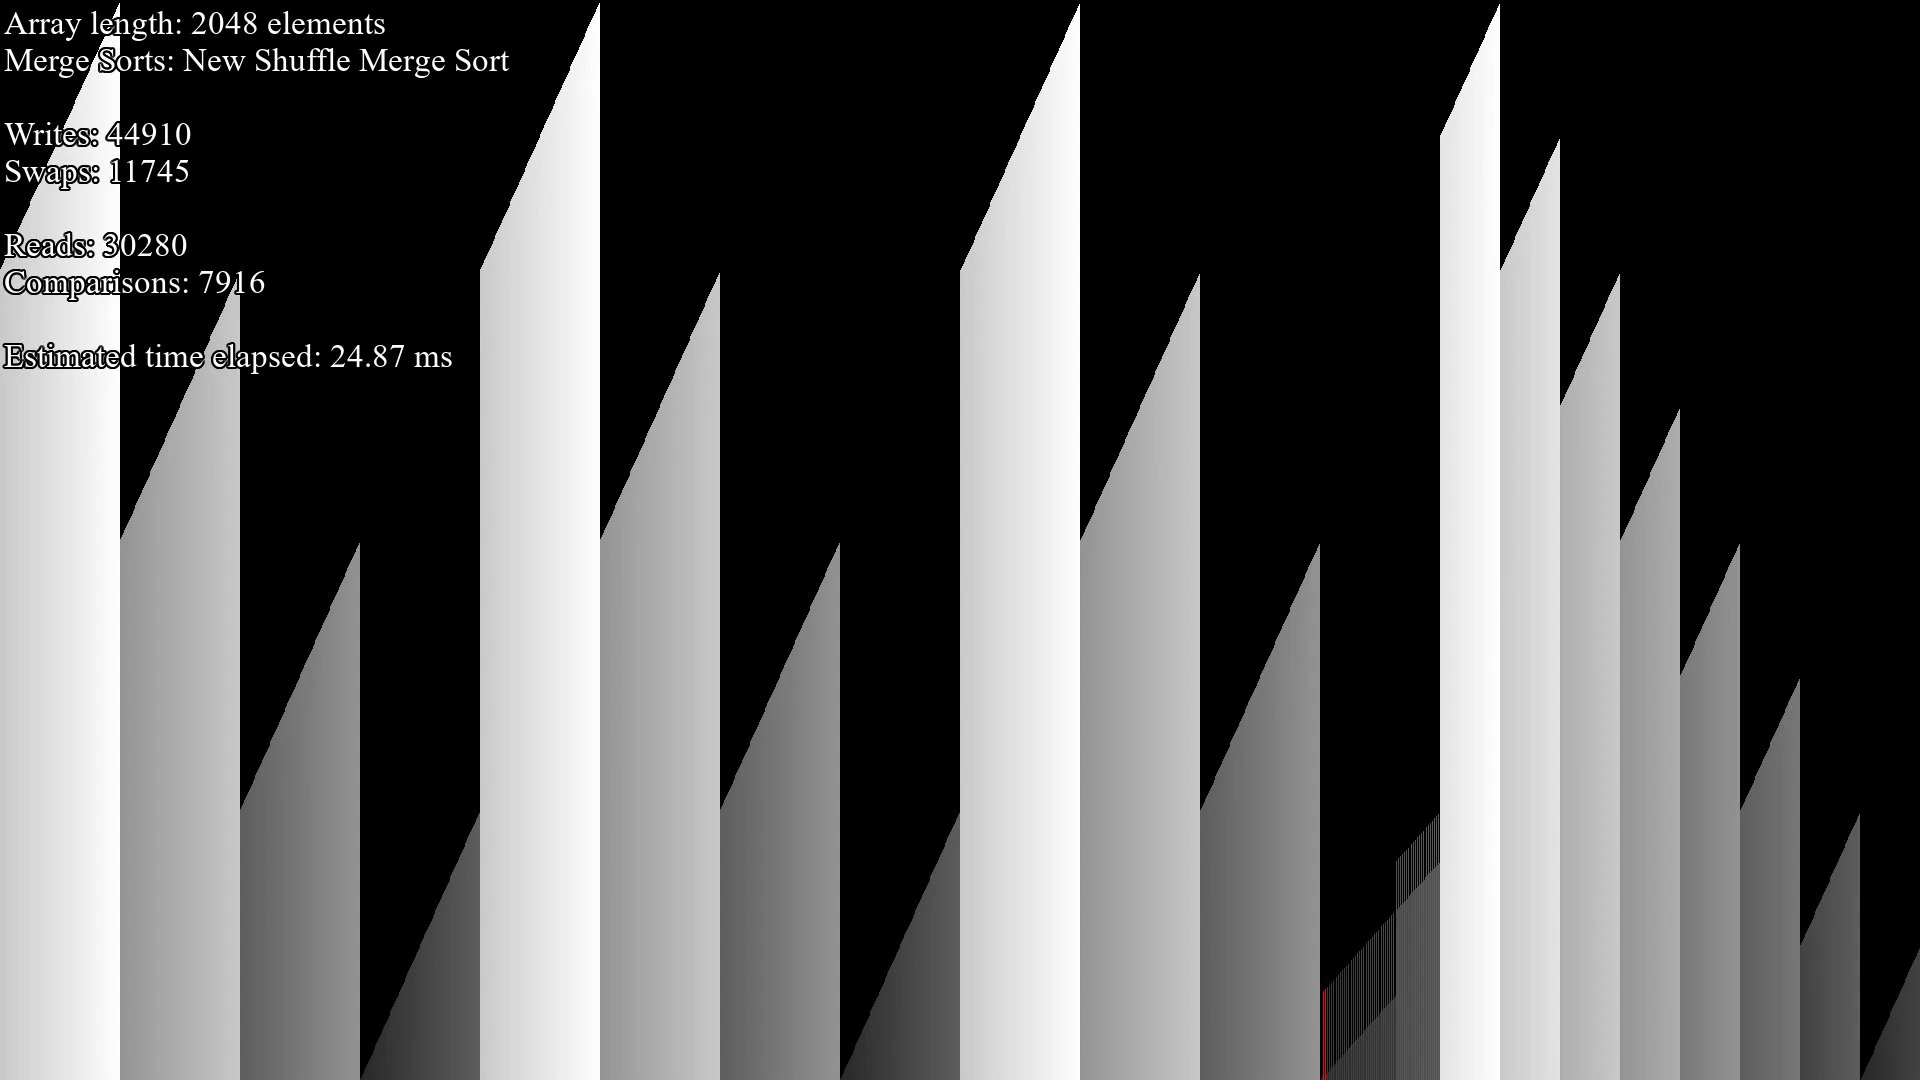 Array length: 2048 elements
Merge Sorts: New Shuffle Merge Sort
Writes: 44910
Swaps: 11745
Reads: 30280
Comparisons: 7916
Estimated time elapsed: 24.87 ms